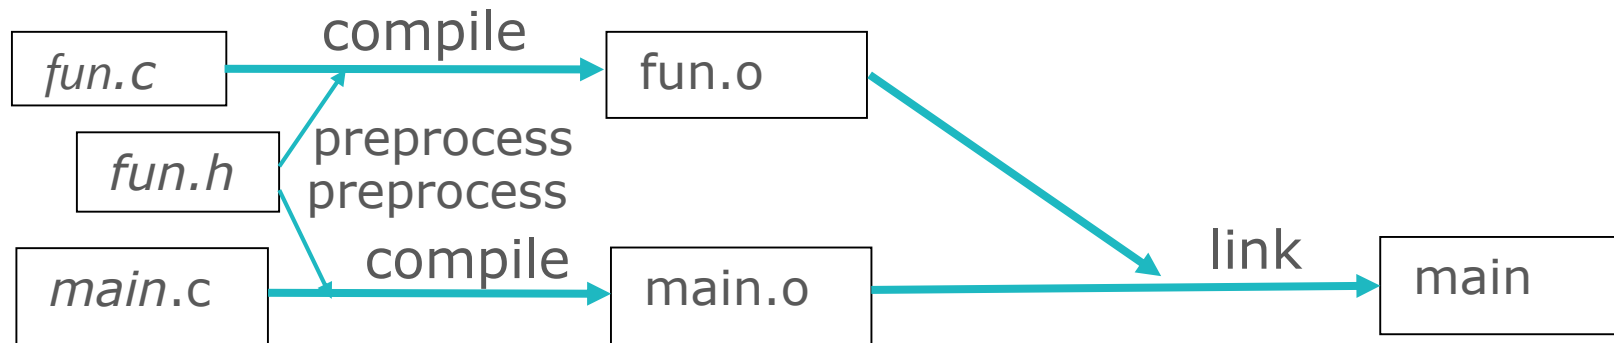 compile
fun.c
fun.o
preprocess
fun.h
preprocess
compile
link
main.c
main.o
main